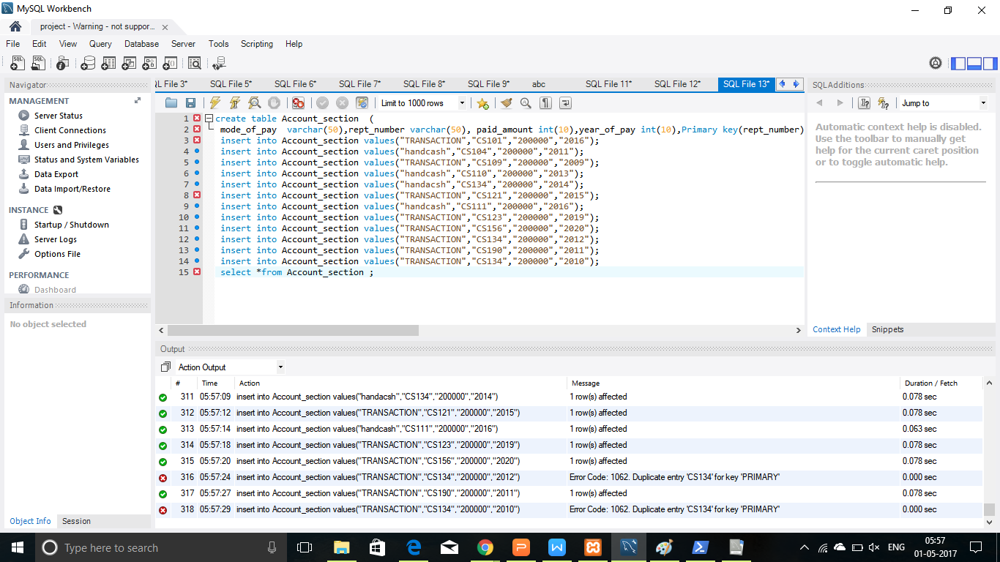 MySQL Workbench
project - Warning - not suppor...
File Edit View Query Database Server Tools Scripting Help
Navigator
MANAGEMENT
Server Status
Client Connections
Users and Privileges
Status and System Variables
Data Export
Data Import/Restore
INSTANCE
Startup / Shutdown
Server Logs
Options File
PERFORMANCE
Dashboard
Information
No object selected
Object Info Session
L File 3* SQL File 5* SQL File 6* SQL File 7* SQL File 8* SQL File 9* abc SQL File 11* SQL File 12* SQL File 13*
Limit to 1000 rows
1 create table Account_section (
2 mode_of_pay varchar(50),rept_number varchar(50), paid_amount int(10),year_of_pay int(10),Primary key(rept_number)
3 insert into Account_section values("TRANSACTION","CS101","200000","2016");
4 insert into Account_section values("handcash","CS104","200000","2011");
5 insert into Account_section values("TRANSACTION","CS109","200000","2009");
6 insert into Account_section values("handcash","CS110","200000","2013");
7 insert into Account_section values("handacsh","CS134","200000","2014");
8 insert into Account_section values("TRANSACTION","CS121","200000","2015");
9 insert into Account_section values("handcash","CS111","200000","2016");
10 insert into Account_section values("TRANSACTION","CS123","200000","2019");
11 insert into Account_section values("TRANSACTION","CS156","200000","2020");
12 insert into Account_section values("TRANSACTION","CS134","200000","2012");
13 insert into Account_section values("TRANSACTION","CS190","200000","2011");
14 insert into Account_section values("TRANSACTION","CS134","200000","2010");
15 select *from Account_section ;
SQLAdditions
Jump to
Automatic context help is disabled.
Use the toolbar to manually get
help for the current caret position
or to toggle automatic help.
Context Help Snippets
Output
Action Output
# Time Action Message Duration / Fetch
311 05:57:09 insert into Account_section values("handacsh","CS134","200000","2014") 1 row(s) affected 0.078 sec
312 05:57:12 insert into Account_section values("TRANSACTION","CS121","200000","2015") 1 row(s) affected 0.078 sec
313 05:57:14 insert into Account_section values("handcash","CS111","200000","2016") 1 row(s) affected 0.063 sec
314 05:57:18 insert into Account_section values("TRANSACTION","CS123","200000","2019") 1 row(s) affected 0.078 sec
315 05:57:20 insert into Account_section values("TRANSACTION","CS156","200000","2020") 1 row(s) affected 0.078 sec
316 05:57:24 insert into Account_section values("TRANSACTION","CS134","200000","2012") Error Code: 1062. Duplicate entry 'CS134' for key 'PRIMARY' 0.000 sec
317 05:57:27 insert into Account_section values("TRANSACTION","CS190","200000","2011") 1 row(s) affected 0.078 sec
318 05:57:29 insert into Account_section values("TRANSACTION","CS134","200000","2010") Error Code: 1062. Duplicate entry 'CS134' for key 'PRIMARY' 0.000 sec
Type here to search
ENG
05:57
01-05-2017